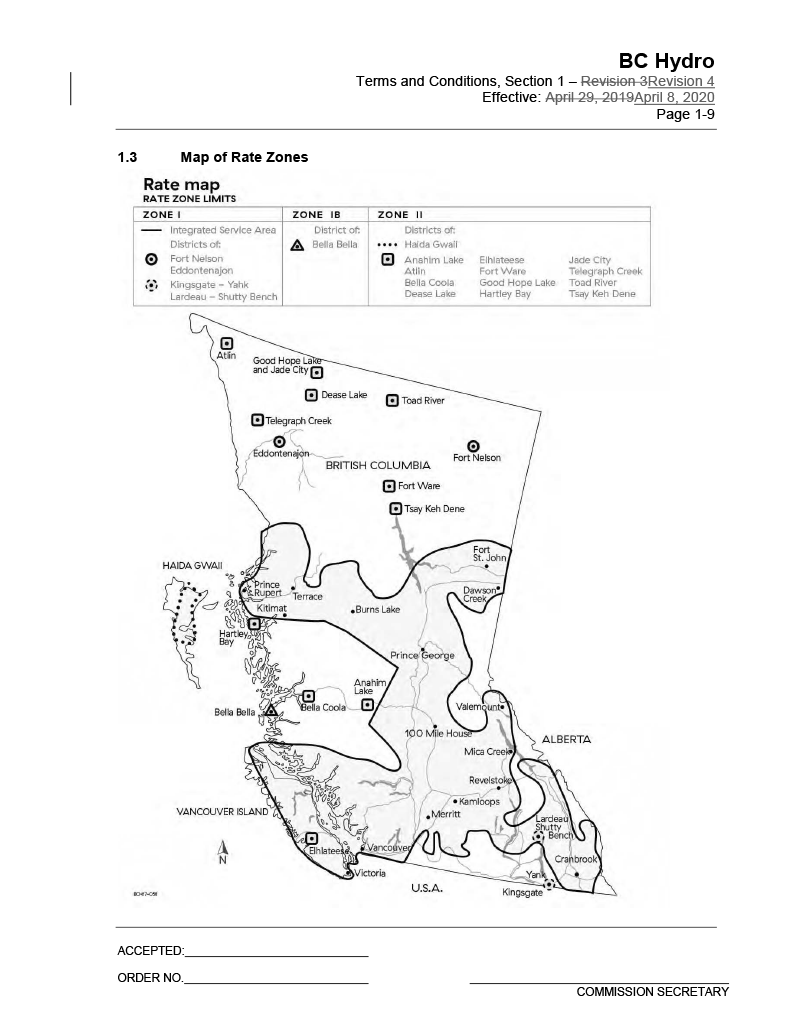 BC Hydro
Terms and Conditions, Section 1 – Revision 3Revision 4
Effective: April 29, 2019April 8, 2020
Page 1-9
1.3 Map of Rate Zones
Rate map
RATE ZONE LIMITS
ZONE I ZONE IB ZONE II
Integrated Service Area District of: Districts of:
Districts of: Bella Bella Haida Gwaii
Fort Nelson Anahim Lake Elhlateese Jade City
Eddontenajon Atlin Fort Ware Telegraph Creek
Kingsgate – Yahk Bella Coola Good Hope Lake Toad River
Lardeau – Shutty Bench Dease Lake Hartley Bay Tsay Keh Dene
Atlin
Good Hope Lake
and Jade City
Dease Lake
Toad River
Telegraph Creek
Eddontenajon
Fort Nelson
BRITISH COLUMBIA
Fort Ware
Tsay Keh Dene
Fort
St. John
HAIDA GWAII
Prince
Rupert
Terrace
Dawson
Creek
Kitimat
Burns Lake
Hartley
Bay
Prince George
Anahim
Lake
Bella Bella
Bella Coola
Valemount
100 Mile House
ALBERTA
Mica Creek
Revelstoke
Kamloops
VANCOUVER ISLAND
Merritt
Lardeau
Shutty
Bench
Elhlateese
Vancouver
Cranbrook
N
Victoria
Yank
U.S.A.
Kingsgate
ACCEPTED:
ORDER NO.
COMMISSION SECRETARY